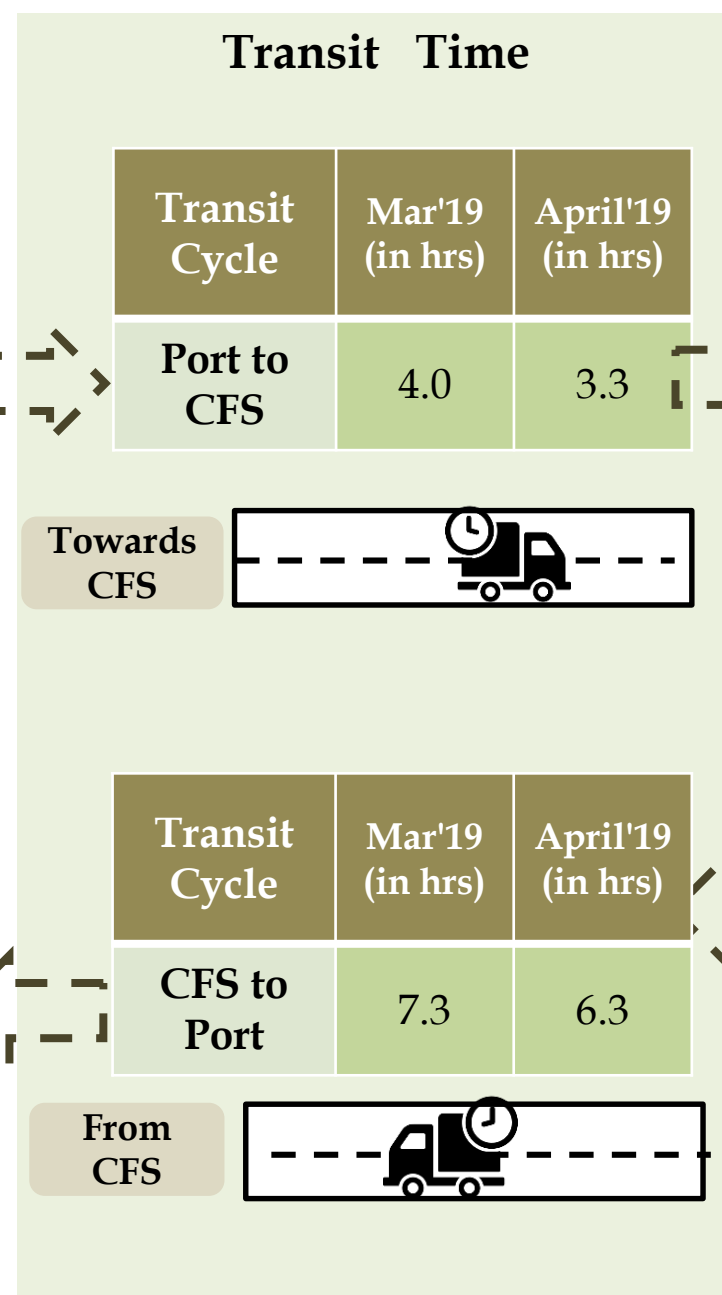 Transit Time
Transit
Cycle
Mar'19
(in hrs)
April'19
(in hrs)
Port to
CFS
4.0
3.3
Towards
CFS
Transit
Cycle
Mar'19
(in hrs)
April'19
(in hrs)
CFS to
Port
7.3
6.3
From
CFS